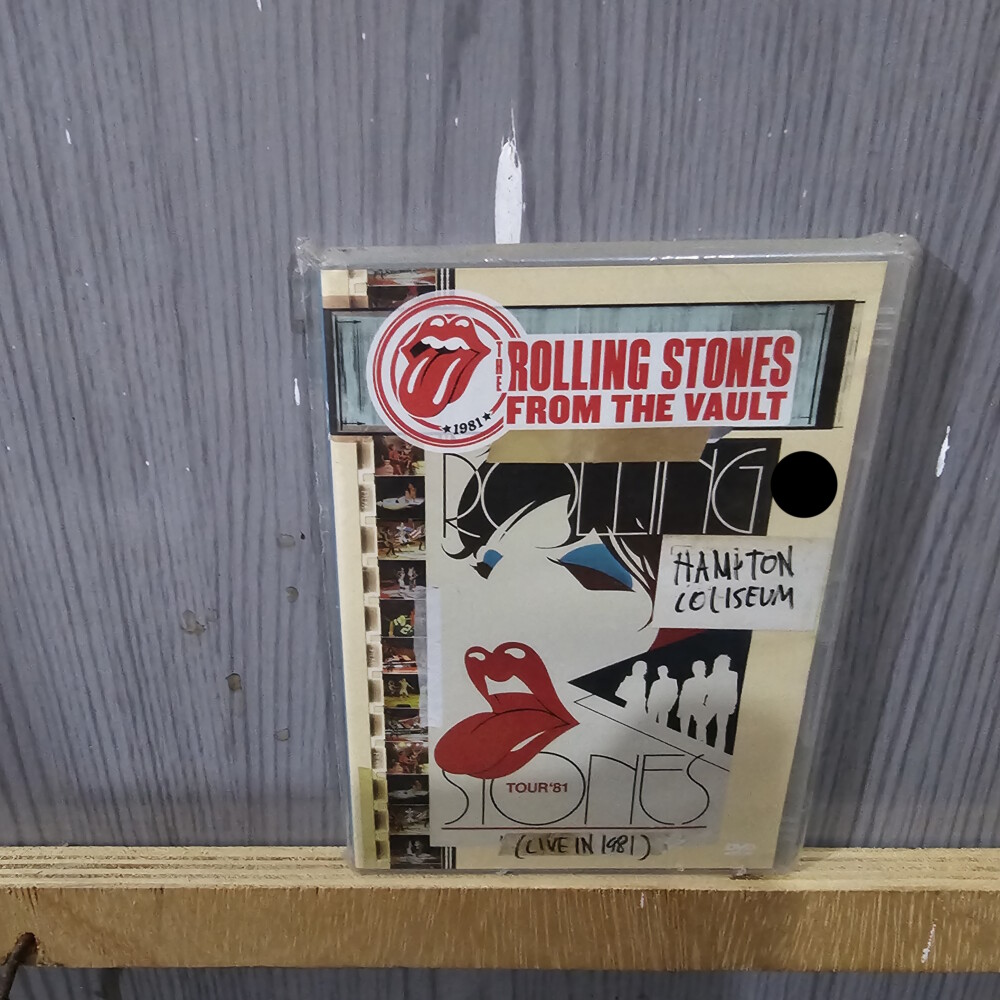 THE ROLLING STONES
FROM THE VAULT
★1981★
ROLLING
HAMPTON
COLISEUM
STONES
TOUR '81
(LIVE IN 1981)
DVD